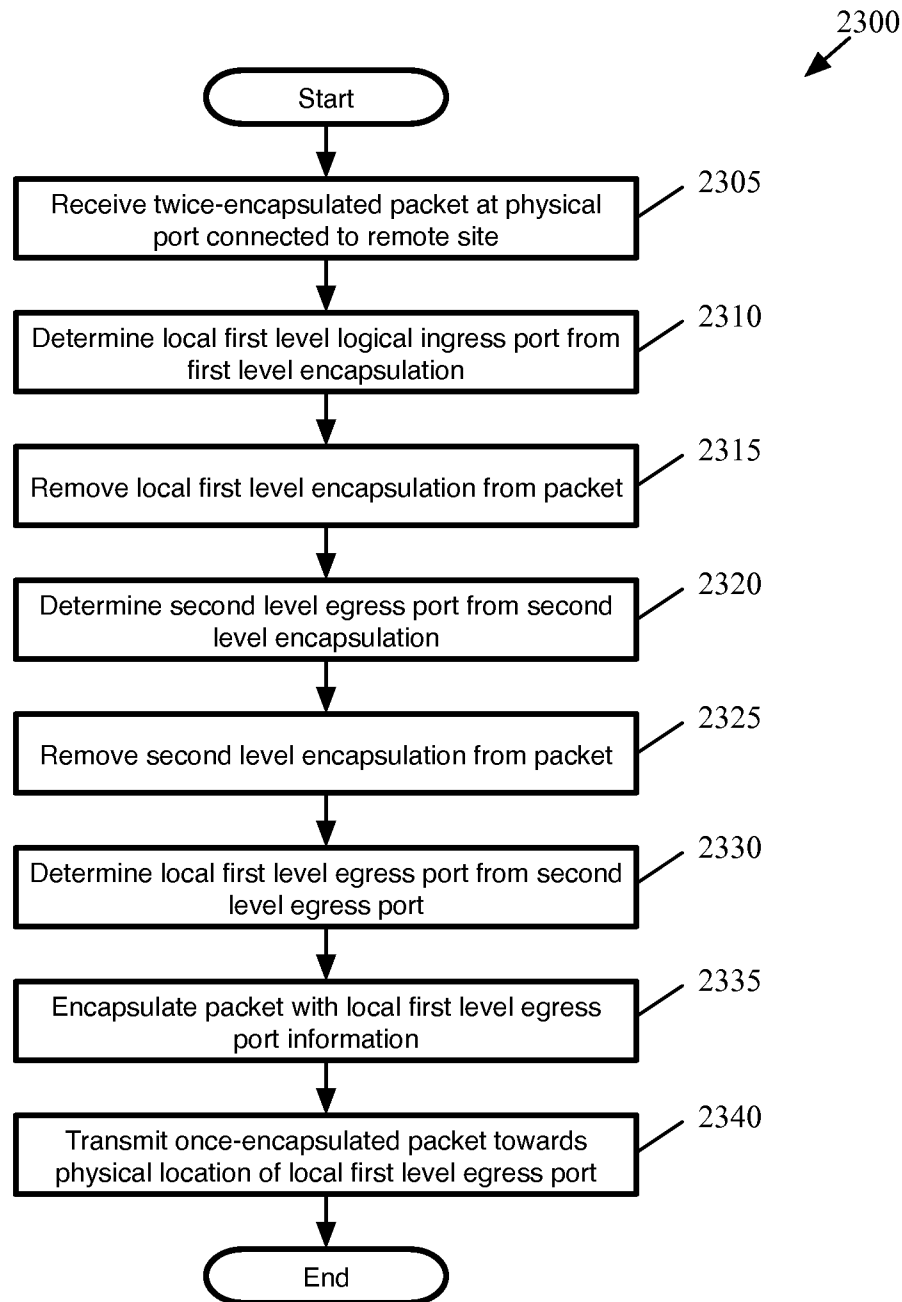 2300
Start
Receive twice-encapsulated packet at physical
port connected to remote site
2305
Determine local first level logical ingress port from
first level encapsulation
2310
Remove local first level encapsulation from packet
2315
Determine second level egress port from second
level encapsulation
2320
Remove second level encapsulation from packet
2325
Determine local first level egress port from second
level egress port
2330
Encapsulate packet with local first level egress
port information
2335
Transmit once-encapsulated packet towards
physical location of local first level egress port
2340
End